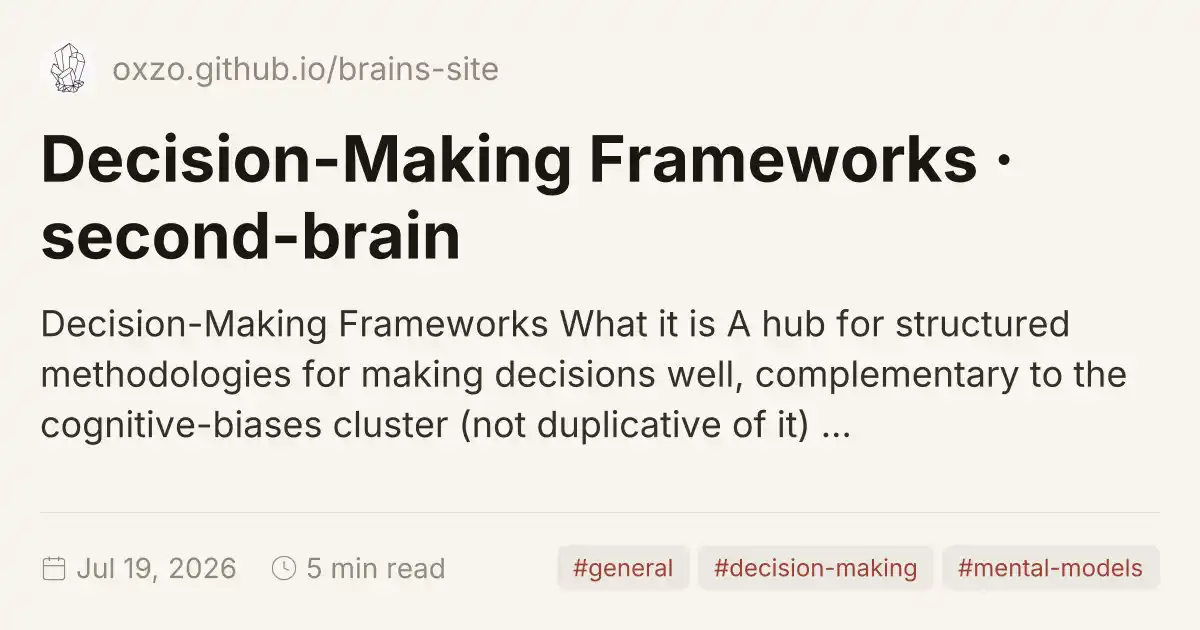 oxzo.github.io/brains-site
Decision-Making Frameworks ·
second-brain
Decision-Making Frameworks What it is A hub for structured
methodologies for making decisions well, complementary to the
cognitive-biases cluster (not duplicative of it) ...
Jul 19, 2026 5 min read #general #decision-making #mental-models